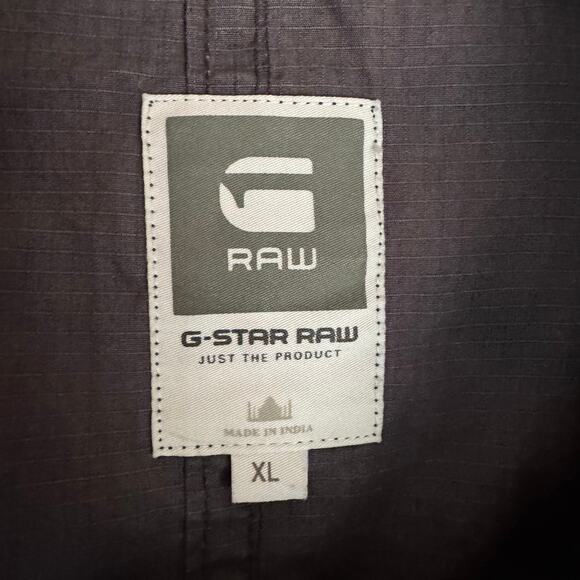 RAW
G-STAR RAW
JUST THE PRODUCT
MADE IN INDIA
XL